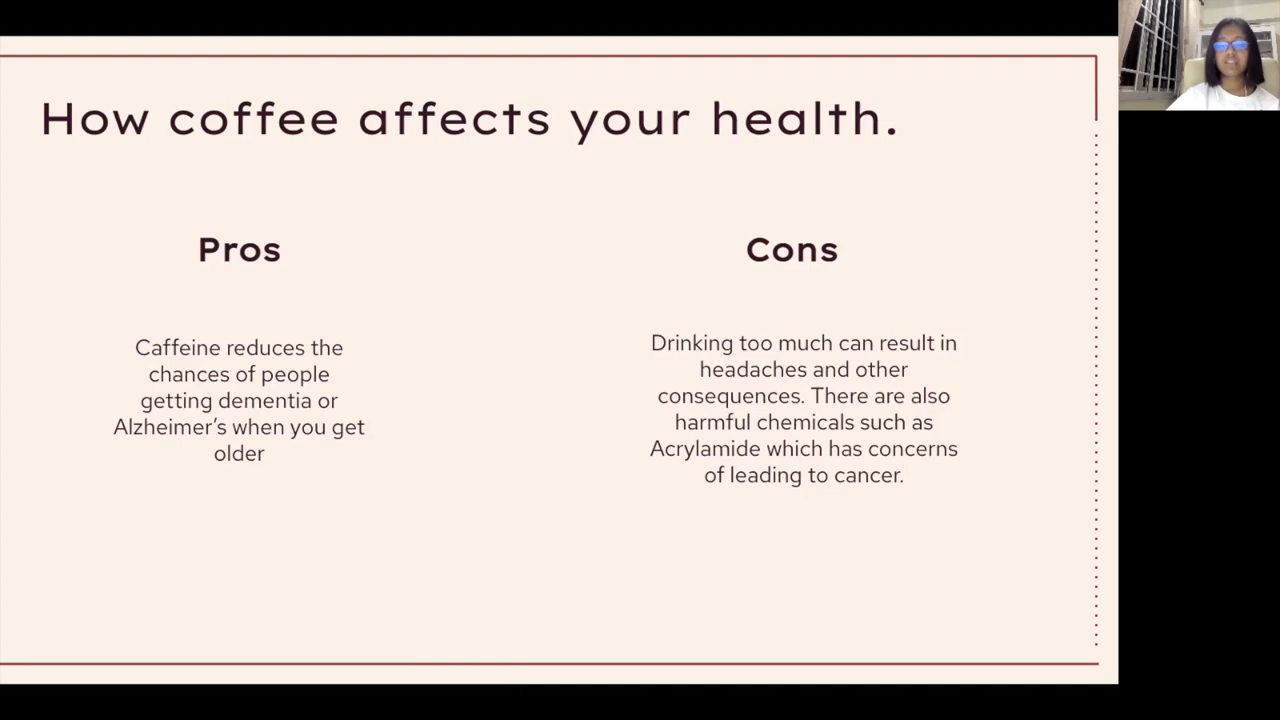 How coffee affects your health.
Pros
Caffeine reduces the
chances of people
getting dementia or
Alzheimer’s when you get
older
Cons
Drinking too much can result in
headaches and other
consequences. There are also
harmful chemicals such as
Acrylamide which has concerns
of leading to cancer.